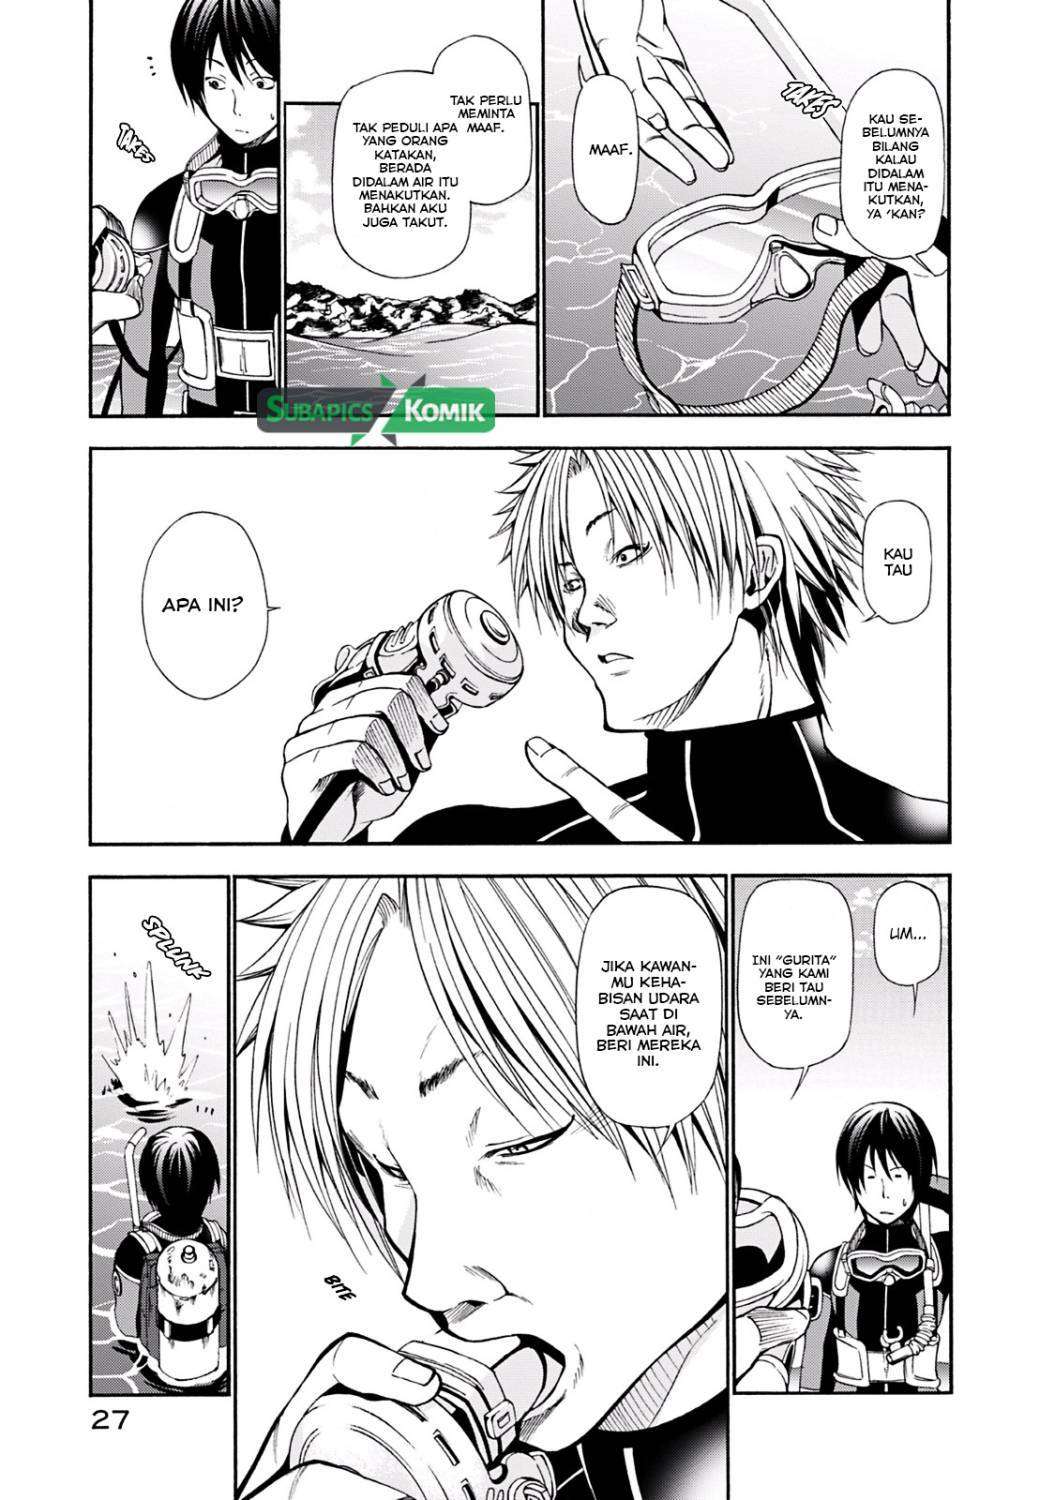 TAKES
KAU SE-
BELUMNYA
BILANG
KALAU
DIDALAM
ITU MENA-
KUTKAN,
YA 'KAN?
MAAF.
TAK PERLU
MEMINTA
MAAF.
TAK PEDULI APA
YANG ORANG
KATAKAN,
BERADA
DIDALAM AIR ITU
MENAKUTKAN.
BAHKAN AKU
JUGA TAKUT.
TAKES
SUBAPICS KOMIK
KAU
TAU
APA INI?
UM...
INI "GURITA"
YANG KAMI
BERI TAU
SEBELUMN-
YA.
JIKA KAWAN-
MU KEHA-
BISAN UDARA
SAAT DI
BAWAH AIR,
BERI MEREKA
INI.
BITE
SPLUNK
27